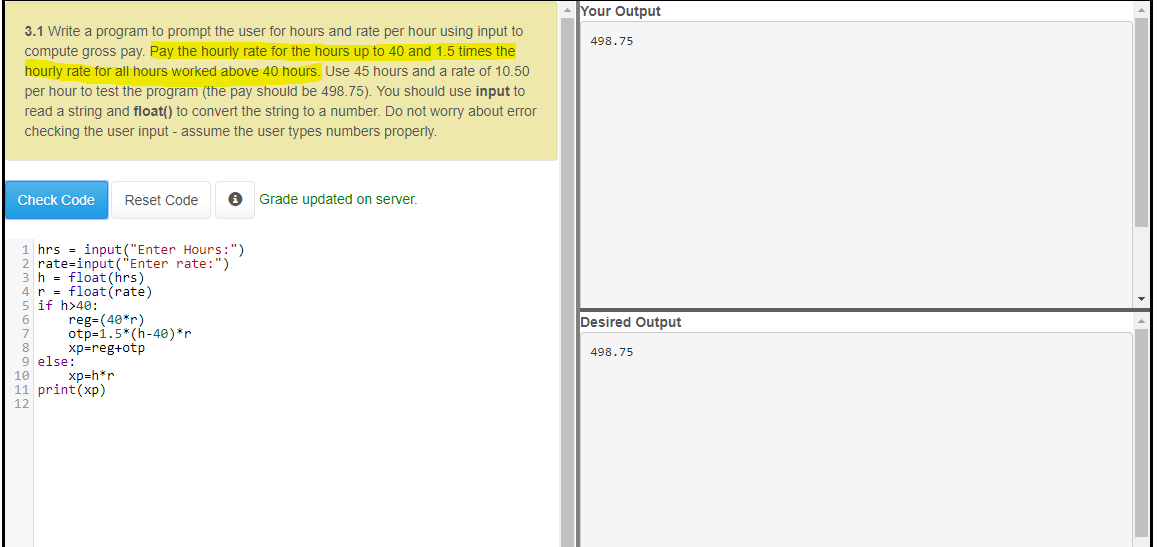 3.1 Write a program to prompt the user for hours and rate per hour using input to
compute gross pay. Pay the hourly rate for the hours up to 40 and 1.5 times the
hourly rate for all hours worked above 40 hours. Use 45 hours and a rate of 10.50
per hour to test the program (the pay should be 498.75). You should use input to
read a string and float() to convert the string to a number. Do not worry about error
checking the user input - assume the user types numbers properly.
Check Code
Reset Code
Grade updated on server.
1 hrs = input("Enter Hours:")
2 rate=input("Enter rate:")
3 h = float(hrs)
4 r = float(rate)
5 if h>40:
6     reg=(40*r)
7     otp=1.5*(h-40)*r
8     xp=reg+otp
9 else:
10     xp=h*r
11 print(xp)
12
Your Output
498.75
Desired Output
498.75